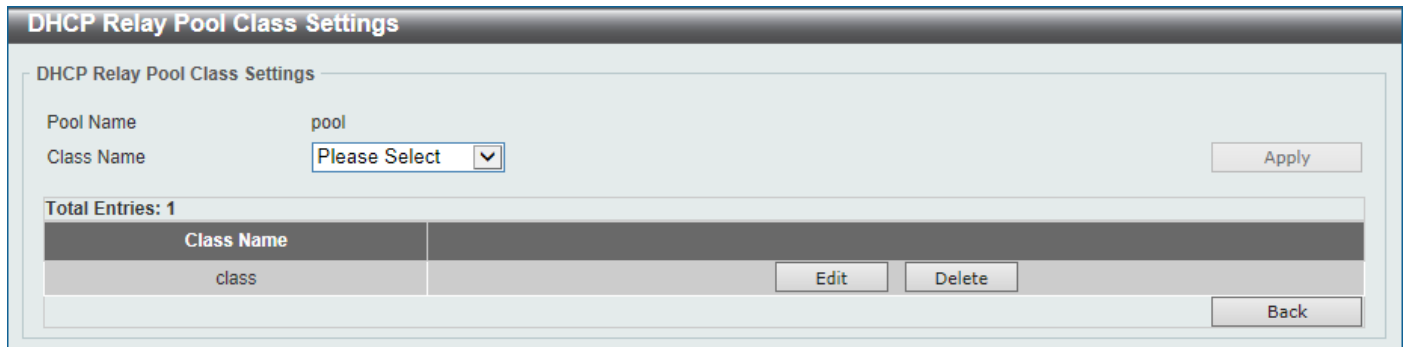 DHCP Relay Pool Class Settings
DHCP Relay Pool Class Settings
Pool Name pool
Class Name Please Select Apply
Total Entries: 1
Class Name
class Edit Delete
Back